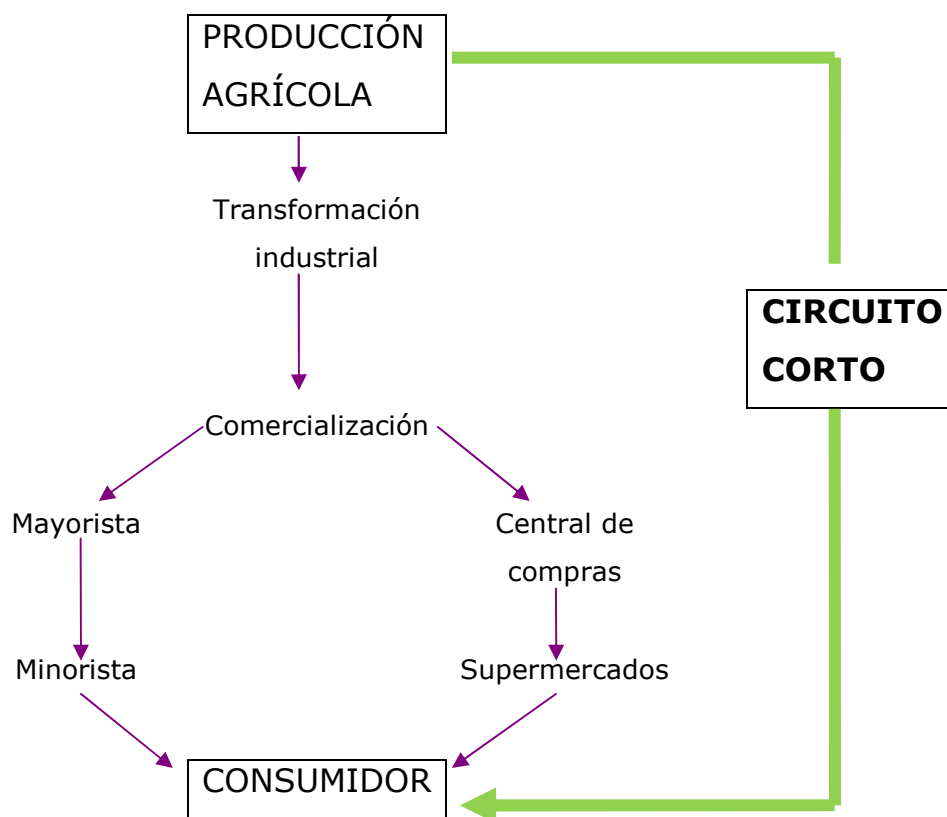 PRODUCCIÓN
AGRÍCOLA
Transformación
industrial
CIRCUITO
CORTO
Comercialización
Mayorista
Central de
compras
Minorista
Supermercados
CONSUMIDOR